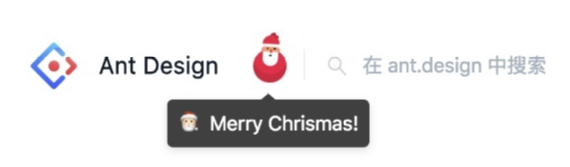 Ant Design
在 ant.design 中搜索
Merry Chrismas!